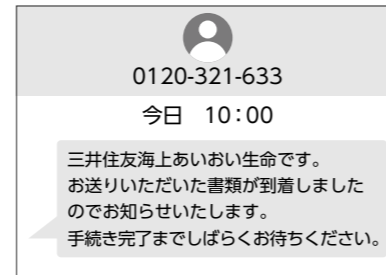 0120-321-633
今日　10：00
三井住友海上あいおい生命です。
お送りいただいた書類が到着しました
のでお知らせいたします。
手続き完了までしばらくお待ちください。